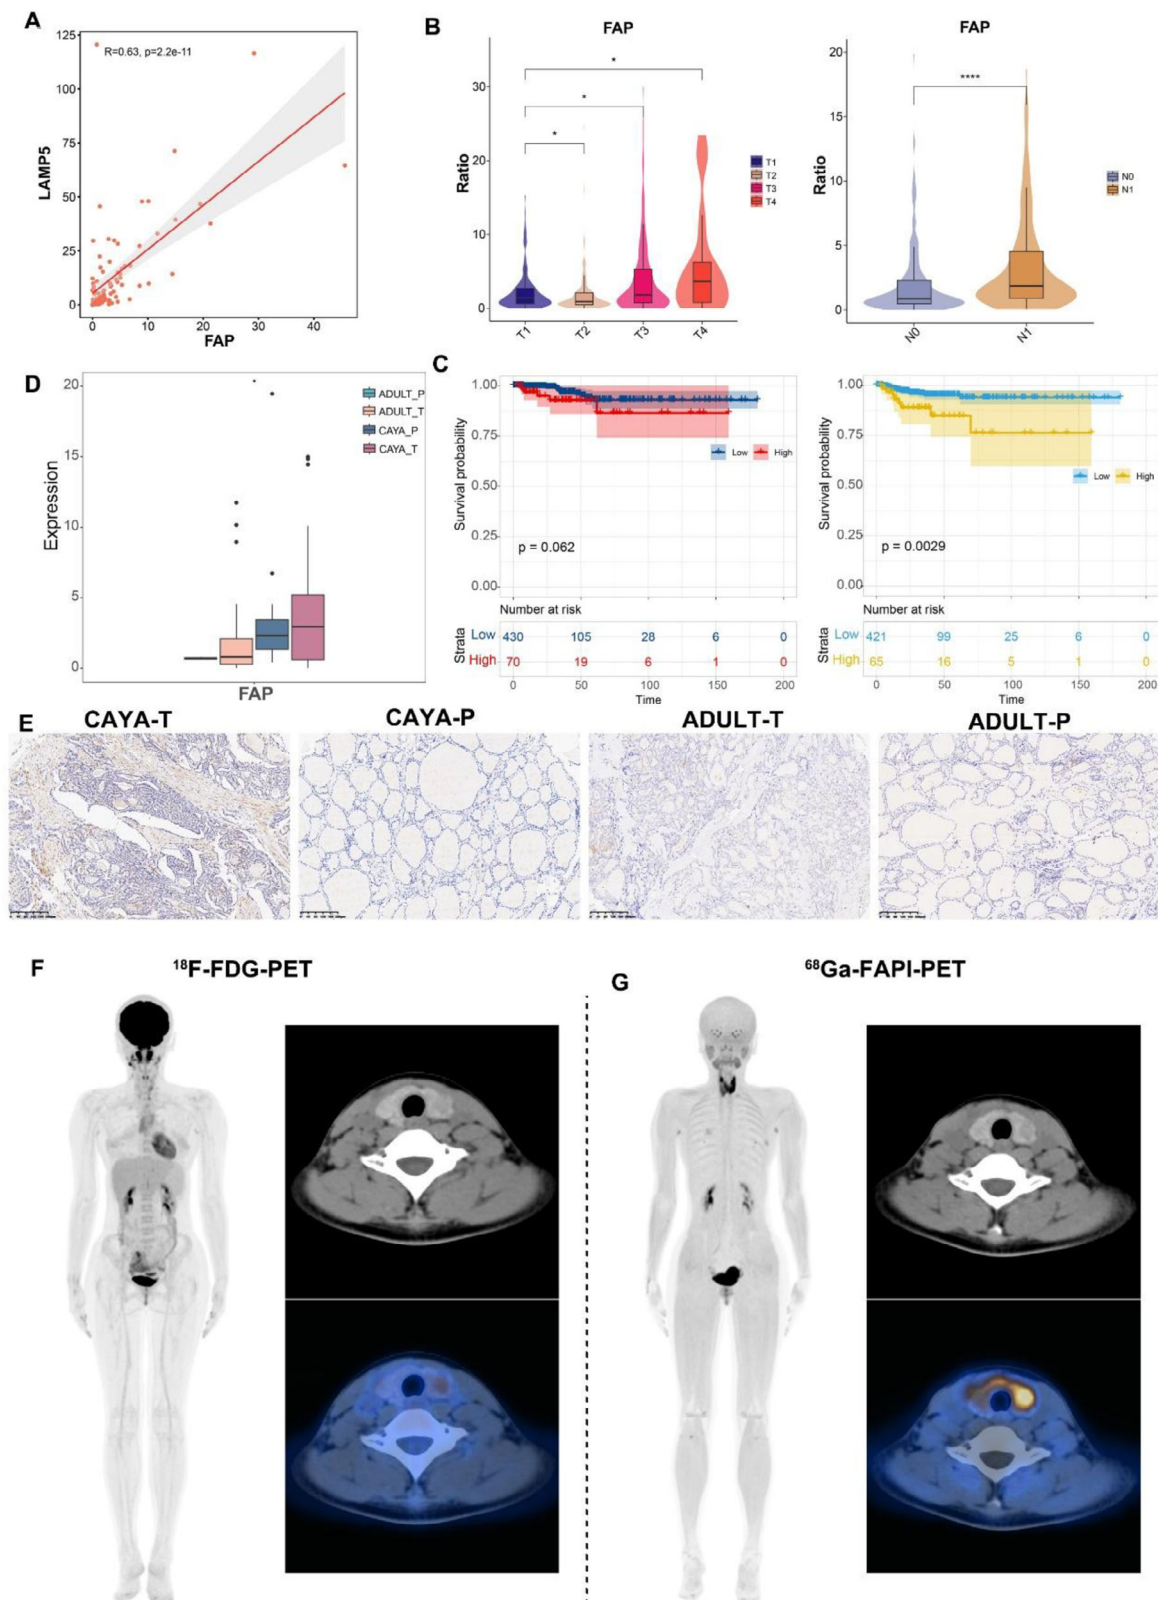 A
R=0.63, p=2.2e-11
LAMP5
125
100
75
50
25
0
0 10 20 30 40
FAP
B
FAP
Ratio
30
20
10
0
*
*
*
T1
T2
T3
T4
T1 T2 T3 T4
FAP
Ratio
20
15
10
5
0
****
N0
N1
N0 N1
D
Expression
20
15
10
5
0
ADULT_P
ADULT_T
CAYA_P
CAYA_T
FAP
C
Survival probability
1.00
0.75
0.50
0.25
0.00
Low High
p = 0.062
Number at risk
Strata
Low 430 105 28 6 0
High 70 19 6 1 0
0 50 100 150 200
Time
Survival probability
1.00
0.75
0.50
0.25
0.00
Low High
p = 0.0029
Number at risk
Strata
Low 421 99 25 6 0
High 65 16 5 1 0
0 50 100 150 200
Time
E
CAYA-T CAYA-P ADULT-T ADULT-P
F
18F-FDG-PET
G
68Ga-FAPI-PET